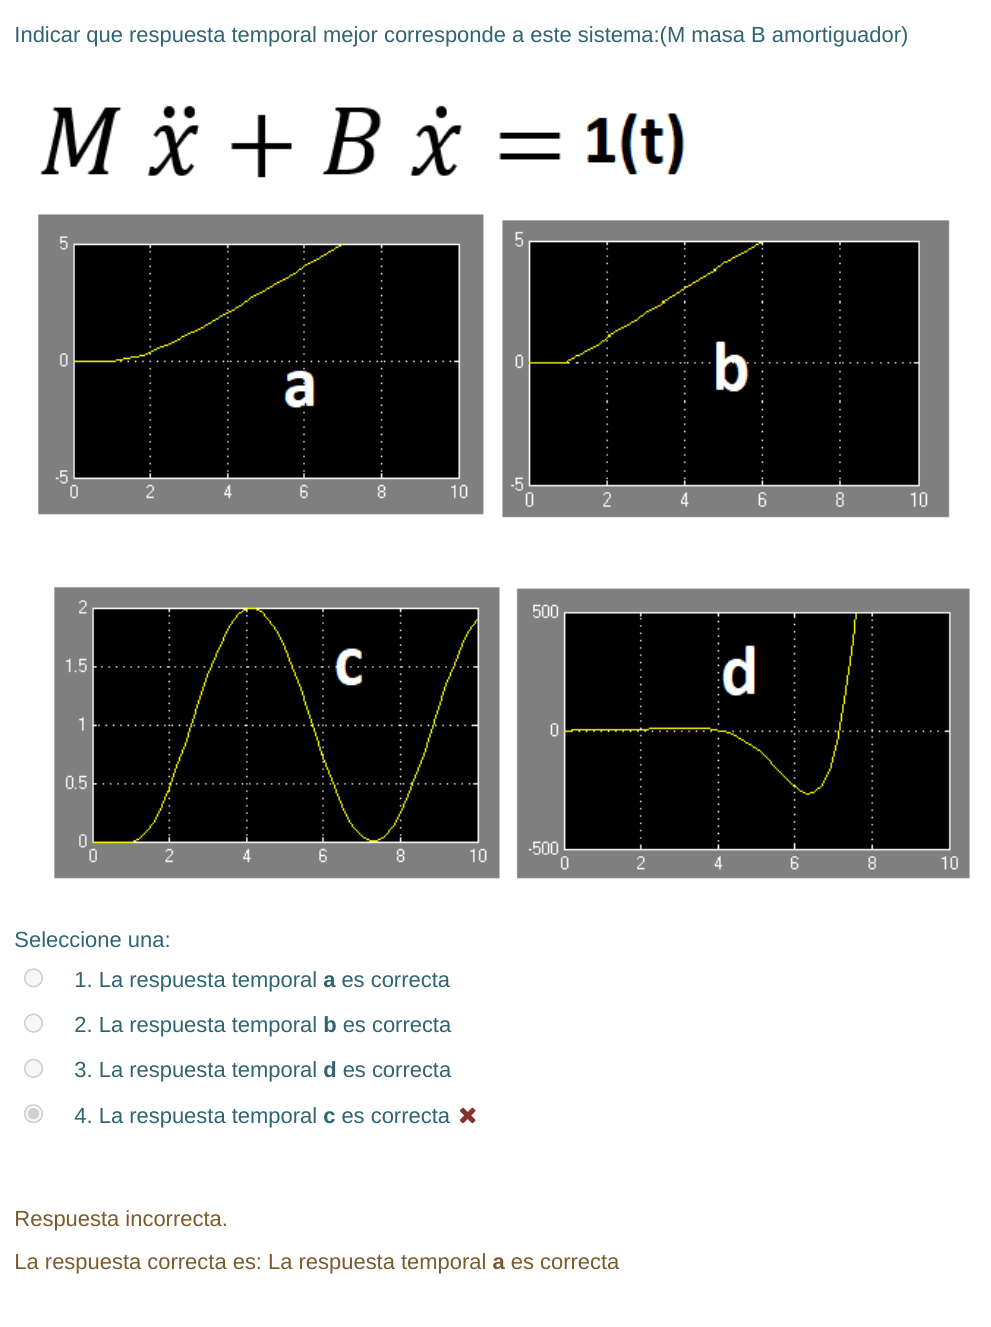 Indicar que respuesta temporal mejor corresponde a este sistema:(M masa B amortiguador)
M ẍ + B ẋ = 1(t)
5
0
-5
0 2 4 6 8 10
a
5
0
-5
0 2 4 6 8 10
b
2
1.5
1
0.5
0
0 2 4 6 8 10
c
500
0
-500
0 2 4 6 8 10
d
Seleccione una:
1. La respuesta temporal a es correcta
2. La respuesta temporal b es correcta
3. La respuesta temporal d es correcta
4. La respuesta temporal c es correcta
Respuesta incorrecta.
La respuesta correcta es: La respuesta temporal a es correcta